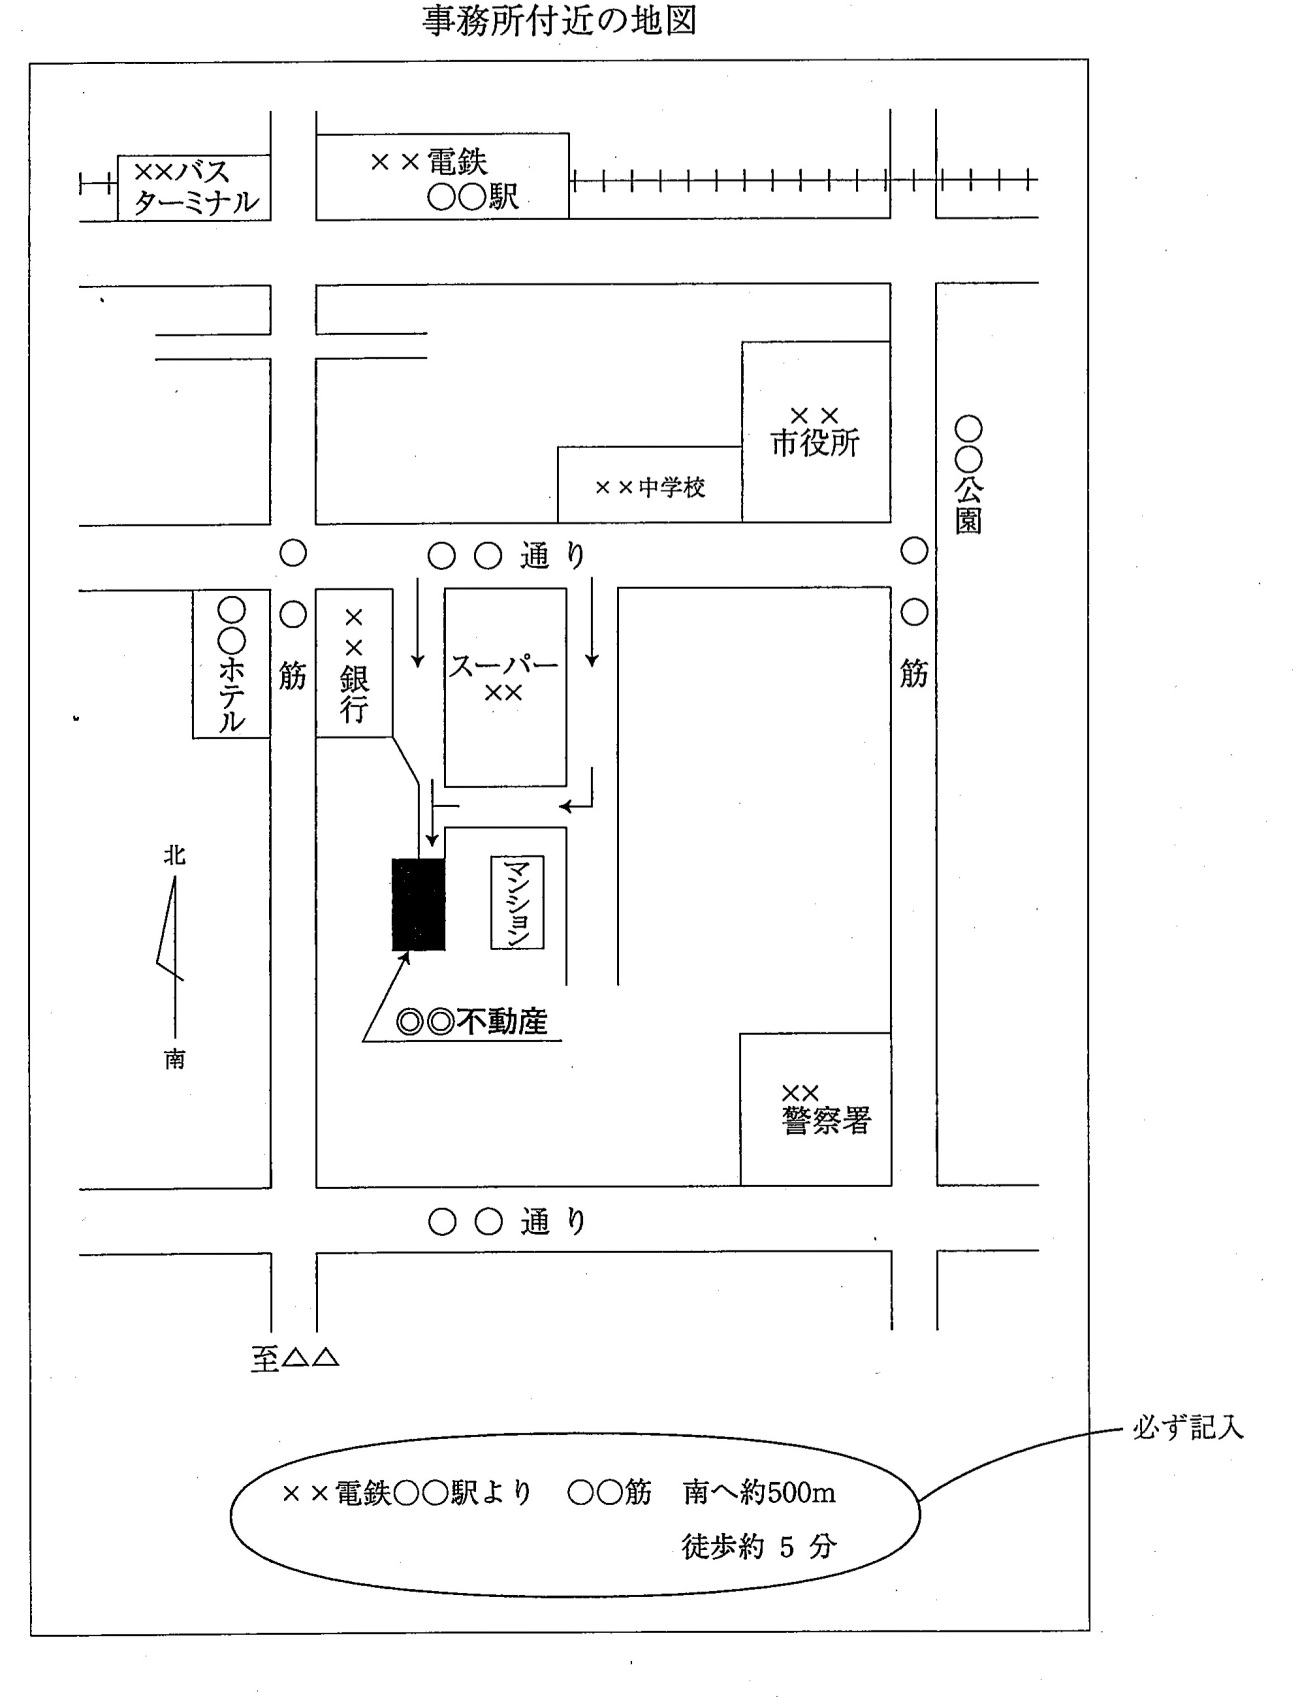 事務所付近の地図
××バス
ターミナル
××電鉄
○○駅
××
市役所
××中学校
○○公園
○○通り
○○筋
○○筋
○○ホテル
××銀行
スーパー
××
北
南
マンション
◎◎不動産
××
警察署
○○通り
至△△
必ず記入
××電鉄○○駅より　○○筋　南へ約500m
徒歩約 5 分